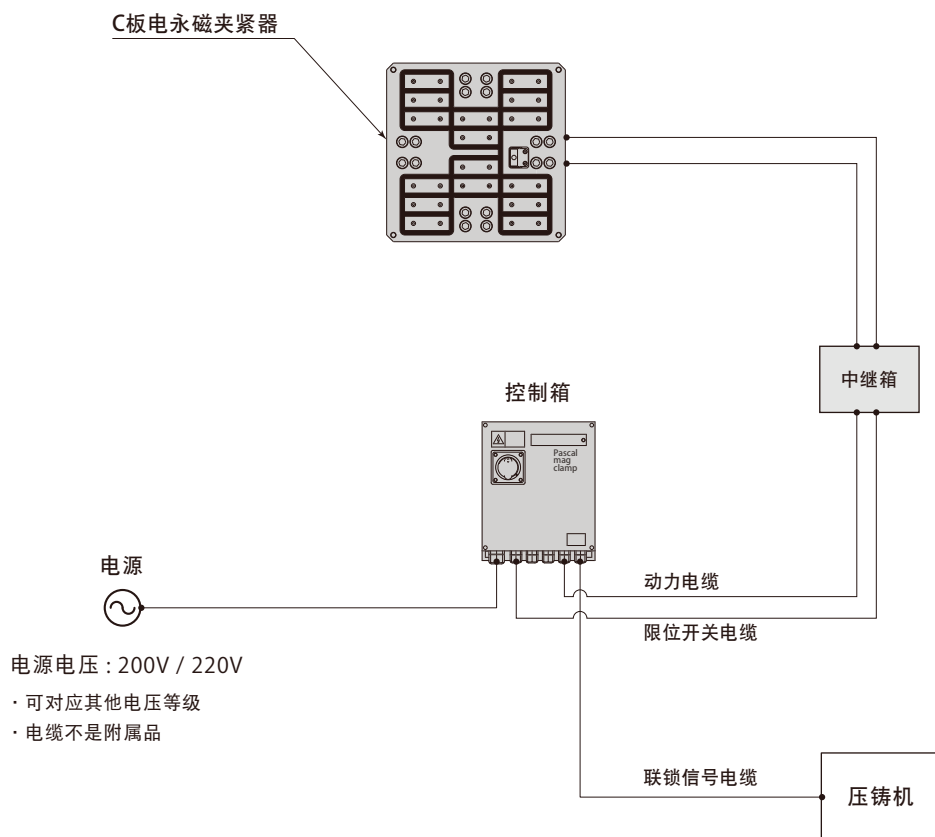 C板电永磁夹紧器
中继箱
控制箱
Pascal
mag
clamp
电源
动力电缆
限位开关电缆
电源电压 : 200V / 220V
・可对应其他电压等级
・电缆不是附属品
联锁信号电缆
压铸机